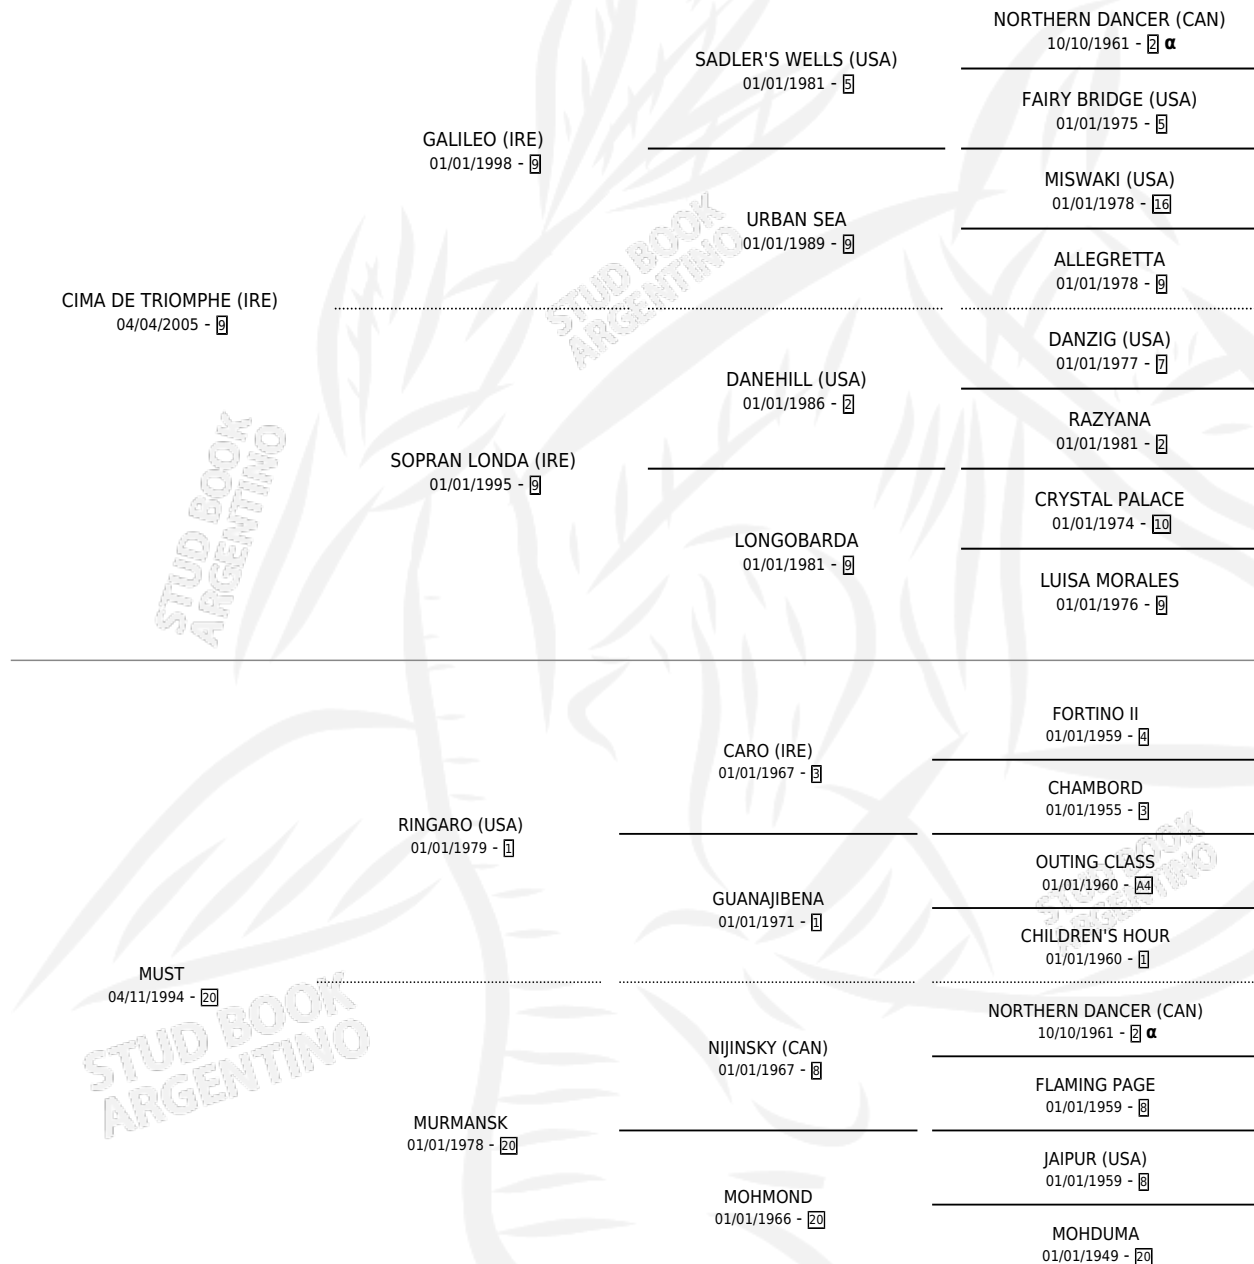 NORTHERN DANCER (CAN)
10/10/1961 - 2 α
SADLER'S WELLS (USA)
01/01/1981 - 5
FAIRY BRIDGE (USA)
01/01/1975 - 5
GALILEO (IRE)
01/01/1998 - 9
MISWAKI (USA)
01/01/1978 - 16
URBAN SEA
01/01/1989 - 9
ALLEGRETTA
01/01/1978 - 9
CIMA DE TRIOMPHE (IRE)
04/04/2005 - 9
DANZIG (USA)
01/01/1977 - 7
DANEHILL (USA)
01/01/1986 - 2
RAZYANA
01/01/1981 - 2
SOPRAN LONDA (IRE)
01/01/1995 - 9
CRYSTAL PALACE
01/01/1974 - 10
LONGOBARDA
01/01/1981 - 9
LUISA MORALES
01/01/1976 - 9
FORTINO II
01/01/1959 - 4
CARO (IRE)
01/01/1967 - 3
CHAMBORD
01/01/1955 - 3
RINGARO (USA)
01/01/1979 - 1
OUTING CLASS
01/01/1960 - A4
GUANAJIBENA
01/01/1971 - 1
CHILDREN'S HOUR
01/01/1960 - 1
MUST
04/11/1994 - 20
NORTHERN DANCER (CAN)
10/10/1961 - 2 α
NIJINSKY (CAN)
01/01/1967 - 8
FLAMING PAGE
01/01/1959 - 8
MURMANSK
01/01/1978 - 20
JAIPUR (USA)
01/01/1959 - 8
MOHMOND
01/01/1966 - 20
MOHDUMA
01/01/1949 - 20
STUD BOOK
ARGENTINO
STUD BOOK
ARGENTINO
STUD BOOK
ARGENTINO
STUD BOOK
ARGENTINO